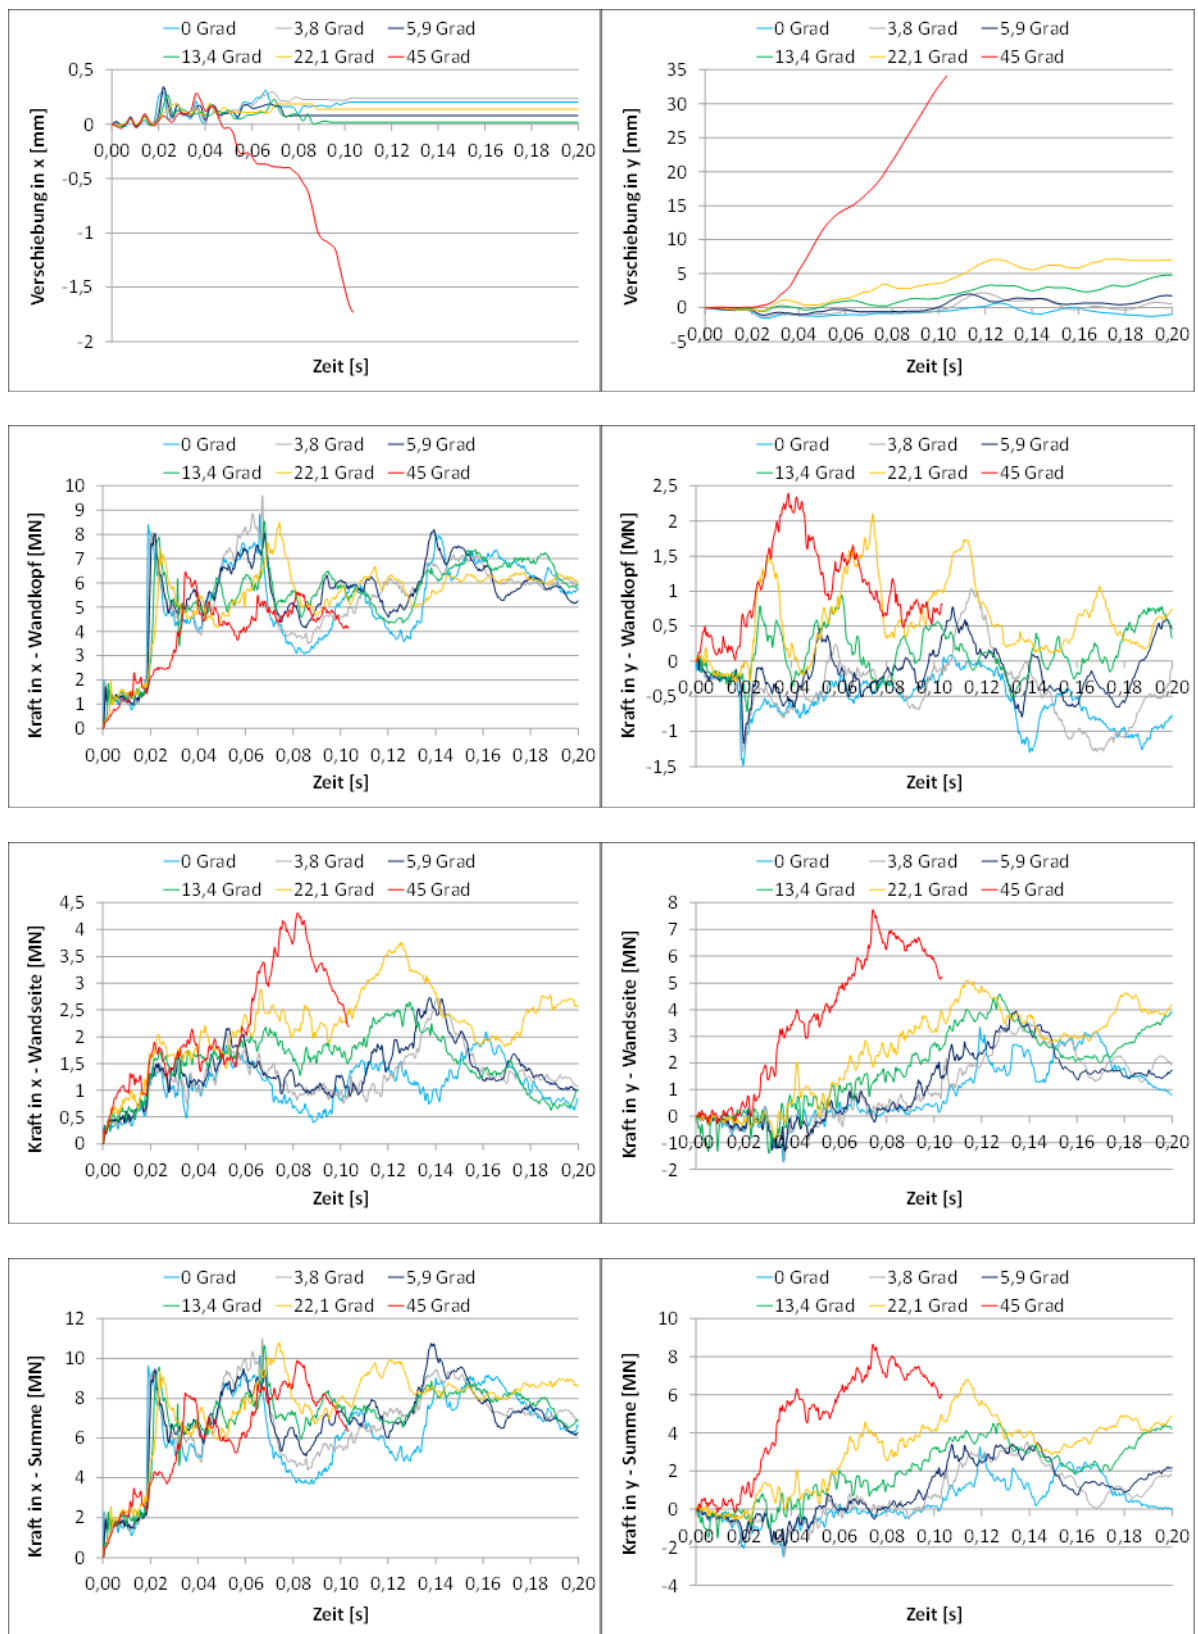 0 Grad 3,8 Grad 5,9 Grad
13,4 Grad 22,1 Grad 45 Grad
Verschiebung in x [mm]
0,5
0
-0,5
-1
-1,5
-2
0,00 0,02 0,04 0,06 0,08 0,10 0,12 0,14 0,16 0,18 0,20
Zeit [s]
0 Grad 3,8 Grad 5,9 Grad
13,4 Grad 22,1 Grad 45 Grad
Verschiebung in y [mm]
35
30
25
20
15
10
5
0
-5
0,00 0,02 0,04 0,06 0,08 0,10 0,12 0,14 0,16 0,18 0,20
Zeit [s]
0 Grad 3,8 Grad 5,9 Grad
13,4 Grad 22,1 Grad 45 Grad
Kraft in x - Wandkopf [MN]
10
9
8
7
6
5
4
3
2
1
0
0,00 0,02 0,04 0,06 0,08 0,10 0,12 0,14 0,16 0,18 0,20
Zeit [s]
0 Grad 3,8 Grad 5,9 Grad
13,4 Grad 22,1 Grad 45 Grad
Kraft in y - Wandkopf [MN]
2,5
2
1,5
1
0,5
0
-0,5
-1
-1,5
0,00 0,02 0,04 0,06 0,08 0,10 0,12 0,14 0,16 0,18 0,20
Zeit [s]
0 Grad 3,8 Grad 5,9 Grad
13,4 Grad 22,1 Grad 45 Grad
Kraft in x - Wandseite [MN]
4,5
4
3,5
3
2,5
2
1,5
1
0,5
0
0,00 0,02 0,04 0,06 0,08 0,10 0,12 0,14 0,16 0,18 0,20
Zeit [s]
0 Grad 3,8 Grad 5,9 Grad
13,4 Grad 22,1 Grad 45 Grad
Kraft in y - Wandseite [MN]
8
7
6
5
4
3
2
1
0
-1
-2
0,00 0,02 0,04 0,06 0,08 0,10 0,12 0,14 0,16 0,18 0,20
Zeit [s]
0 Grad 3,8 Grad 5,9 Grad
13,4 Grad 22,1 Grad 45 Grad
Kraft in x - Summe [MN]
12
10
8
6
4
2
0
0,00 0,02 0,04 0,06 0,08 0,10 0,12 0,14 0,16 0,18 0,20
Zeit [s]
0 Grad 3,8 Grad 5,9 Grad
13,4 Grad 22,1 Grad 45 Grad
Kraft in y - Summe [MN]
10
8
6
4
2
0
-2
-4
0,00 0,02 0,04 0,06 0,08 0,10 0,12 0,14 0,16 0,18 0,20
Zeit [s]